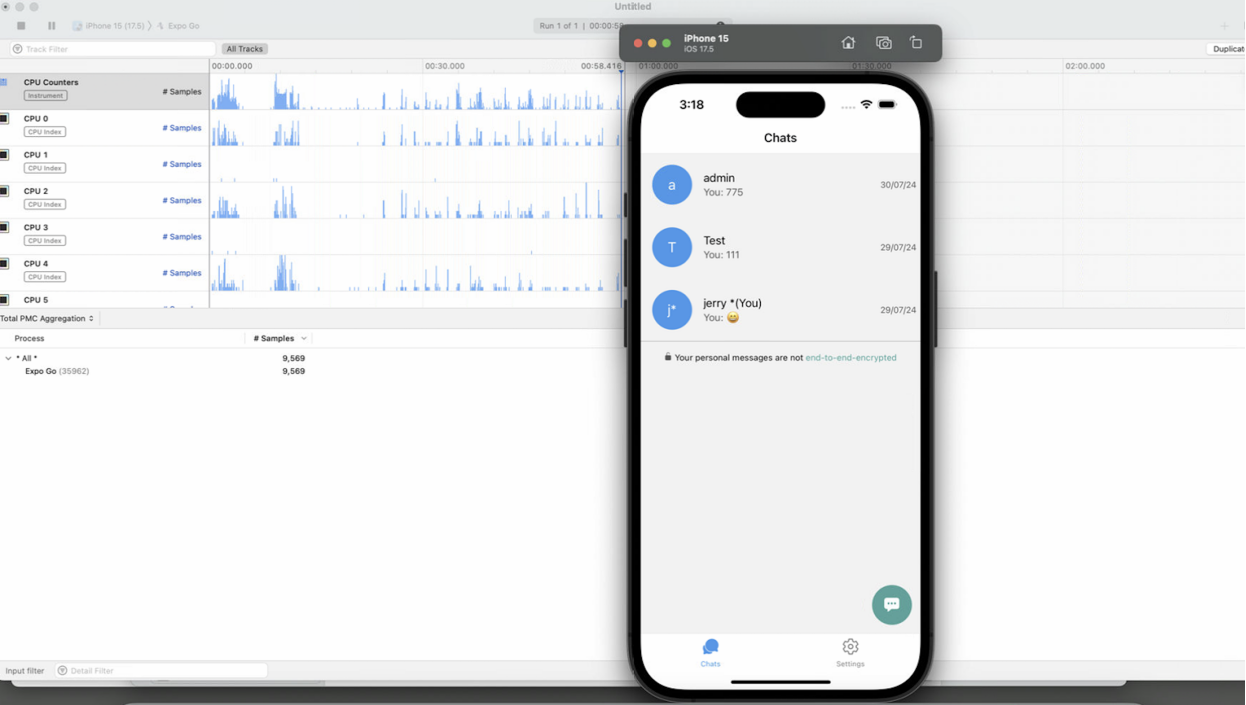 Untitled
iPhone 15 (17.5) 〉 Expo Go
Run 1 of 1 | 00:00:58
Track Filter
All Tracks
Duplicate
00:00.000 00:30.000 00:58.416 01:00.000 01:30.000 02:00.000
CPU Counters
Instrument
# Samples
CPU 0
CPU Index
# Samples
CPU 1
CPU Index
# Samples
CPU 2
CPU Index
# Samples
CPU 3
CPU Index
# Samples
CPU 4
CPU Index
# Samples
CPU 5
Total PMC Aggregation
Process # Samples
* All * 9,569
Expo Go (35962) 9,569
Input filter Detail Filter
iPhone 15
iOS 17.5
3:18
Chats
a
admin
You: 775
30/07/24
T
Test
You: 111
29/07/24
j*
jerry *(You)
You: 😄
29/07/24
Your personal messages are not end-to-end-encrypted
Chats Settings